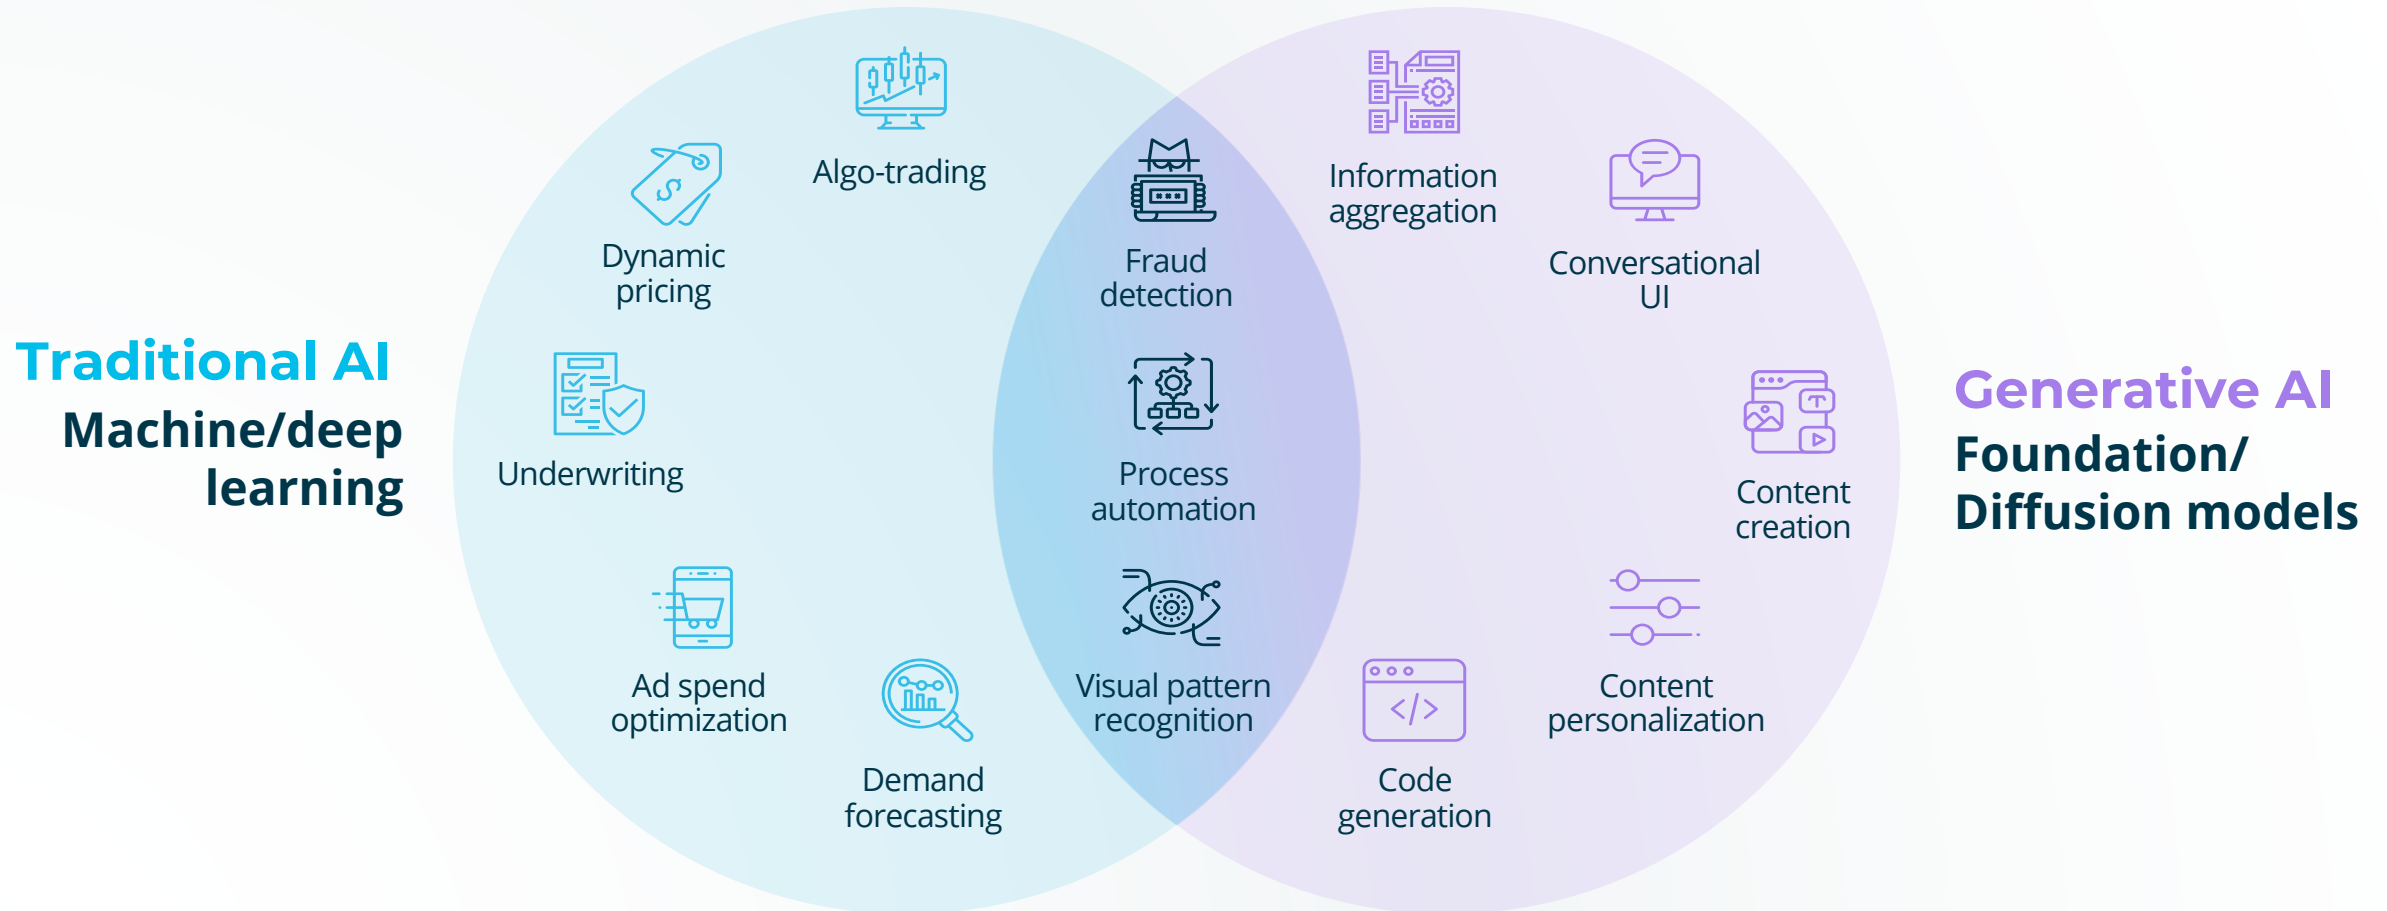 Traditional AI
Machine/deep
learning
Algo-trading
Dynamic
pricing
Underwriting
Ad spend
optimization
Demand
forecasting
Fraud
detection
Process
automation
Visual pattern
recognition
Information
aggregation
Conversational
UI
Content
creation
Content
personalization
Code
generation
Generative AI
Foundation/
Diffusion models